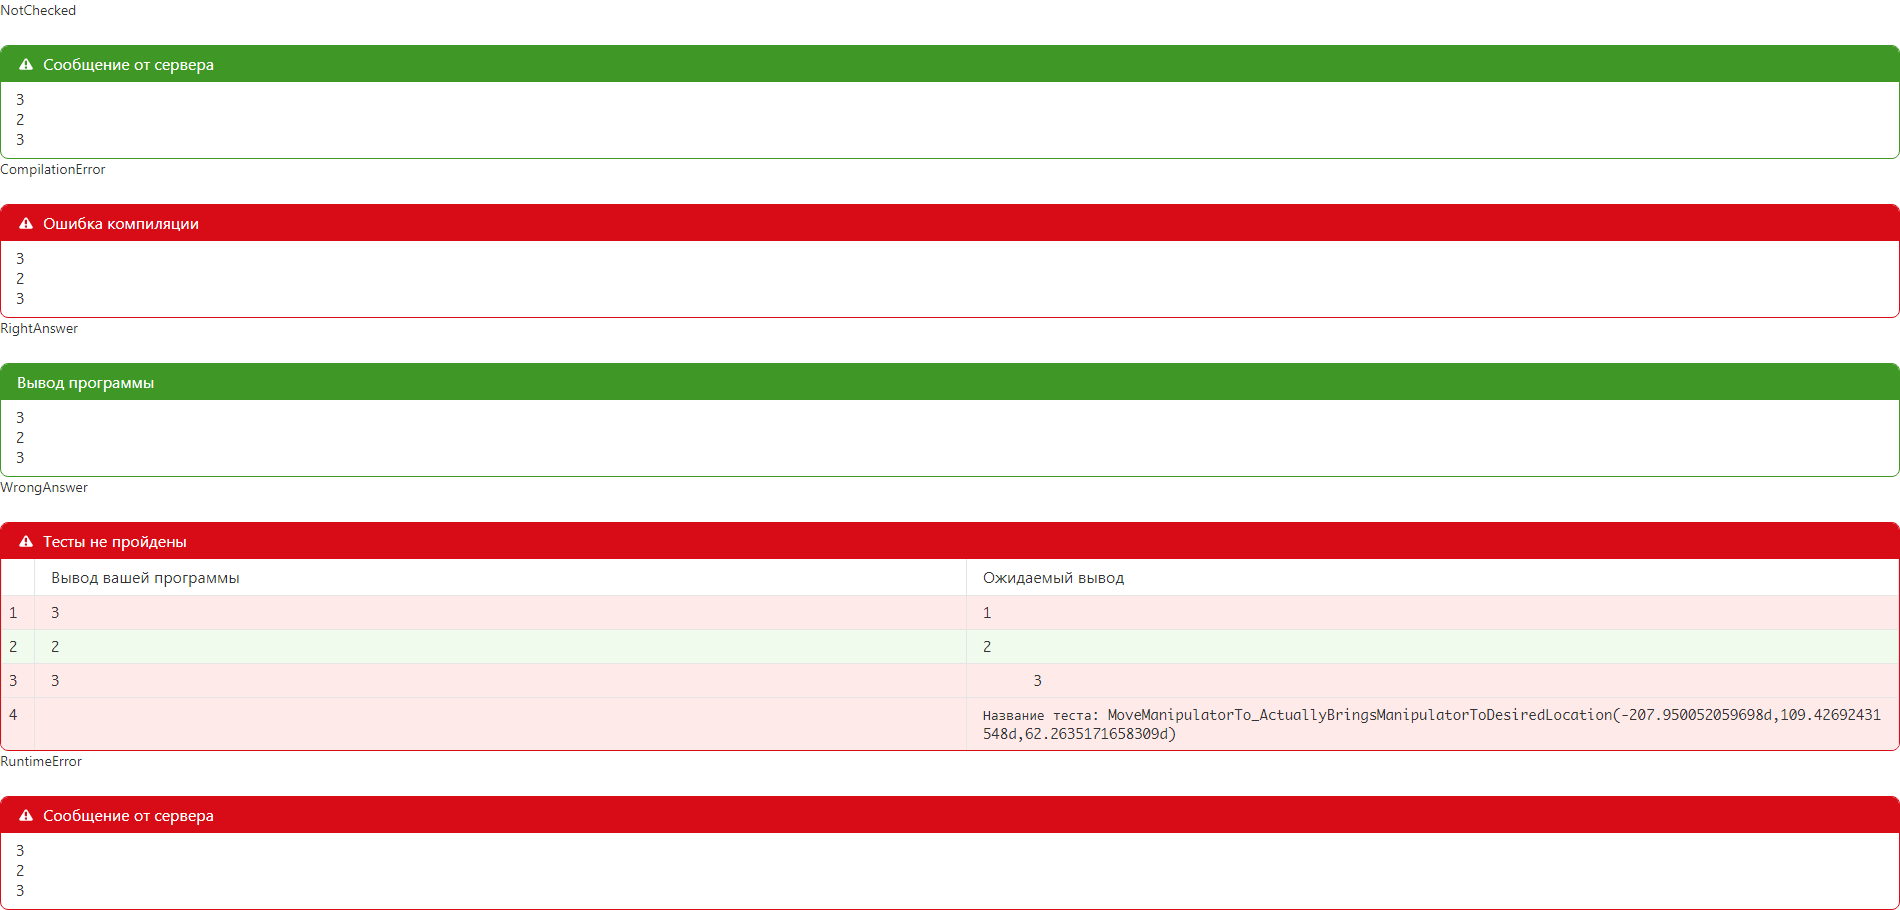 NotChecked
Сообщение от сервера
3
2
3
CompilationError
Ошибка компиляции
3
2
3
RightAnswer
Вывод программы
3
2
3
WrongAnswer
Тесты не пройдены
Вывод вашей программы Ожидаемый вывод
1 3 1
2 2 2
3 3 3
4 Название теста: MoveManipulatorTo_ActuallyBringsManipulatorToDesiredLocation(-207.950052059698d,109.42692431
548d,62.2635171658309d)
RuntimeError
Сообщение от сервера
3
2
3